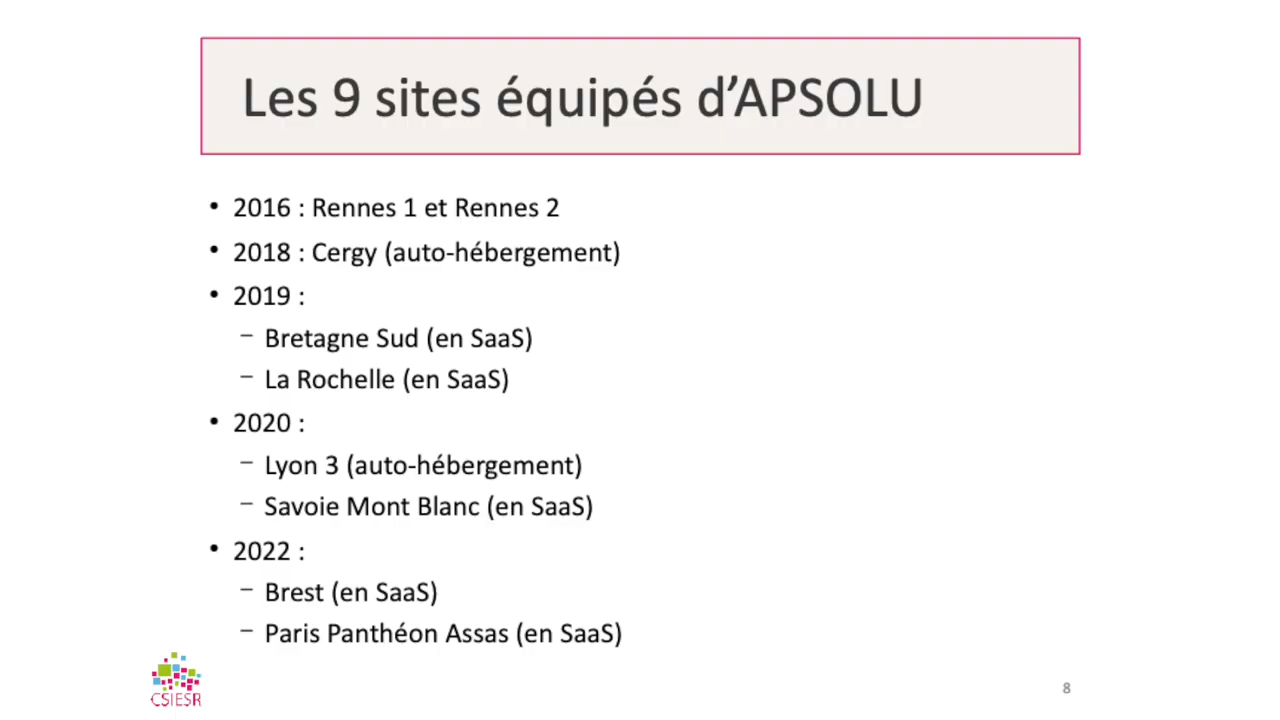 Les 9 sites équipés d’APSOLU
• 2016 : Rennes 1 et Rennes 2
• 2018 : Cergy (auto-hébergement)
• 2019 :
– Bretagne Sud (en SaaS)
– La Rochelle (en SaaS)
• 2020 :
– Lyon 3 (auto-hébergement)
– Savoie Mont Blanc (en SaaS)
• 2022 :
– Brest (en SaaS)
– Paris Panthéon Assas (en SaaS)
CSIESR
8